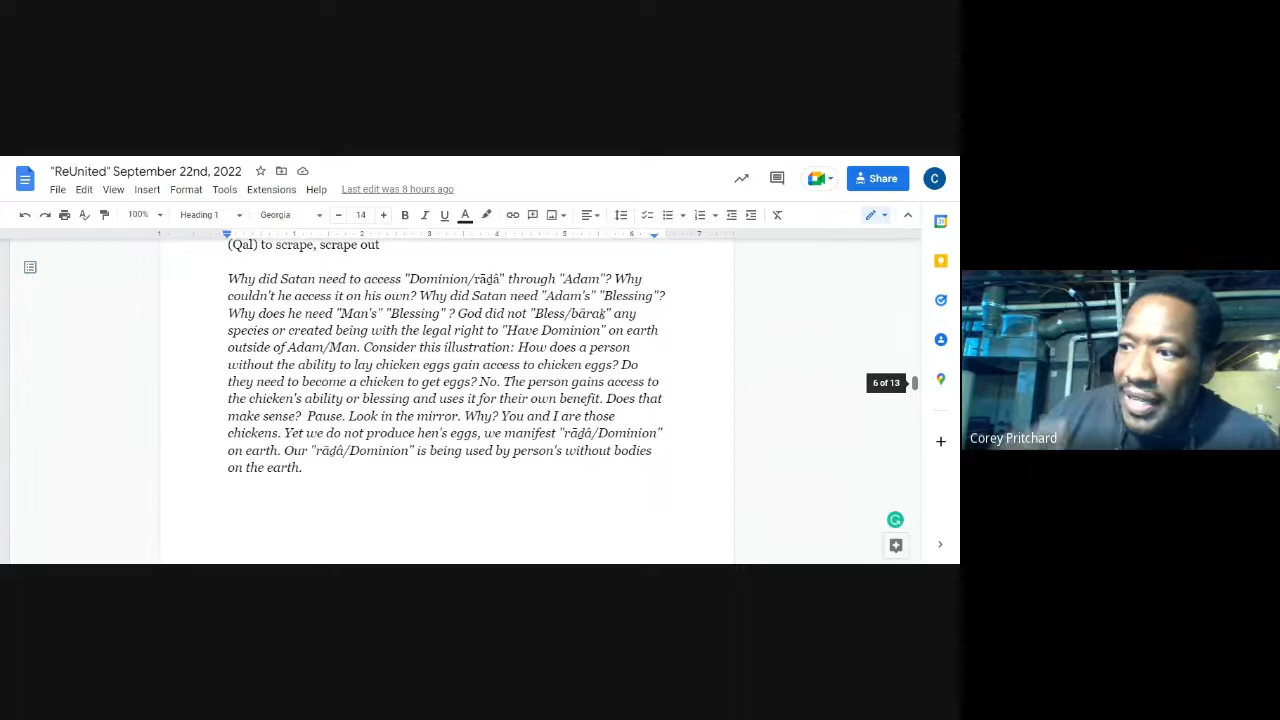 "ReUnited" September 22nd, 2022
File Edit View Insert Format Tools Extensions Help Last edit was 8 hours ago
Share
C
100% Heading 1 Georgia − 14 + B I U A
1 1 2 3 4 5 6 7
(Qal) to scrape, scrape out
Why did Satan need to access "Dominion/rāḏâ" through "Adam"? Why
couldn't he access it on his own? Why did Satan need "Adam's" "Blessing"?
Why does he need "Man's" "Blessing" ? God did not "Bless/bāraḵ" any
species or created being with the legal right to "Have Dominion" on earth
outside of Adam/Man. Consider this illustration: How does a person
without the ability to lay chicken eggs gain access to chicken eggs? Do
they need to become a chicken to get eggs? No. The person gains access to
the chicken's ability or blessing and uses it for their own benefit. Does that
make sense?  Pause. Look in the mirror. Why? You and I are those
chickens. Yet we do not produce hen's eggs, we manifest "rāḏâ/Dominion"
on earth. Our "rāḏâ/Dominion" is being used by person's without bodies
on the earth.
6 of 13
Corey Pritchard